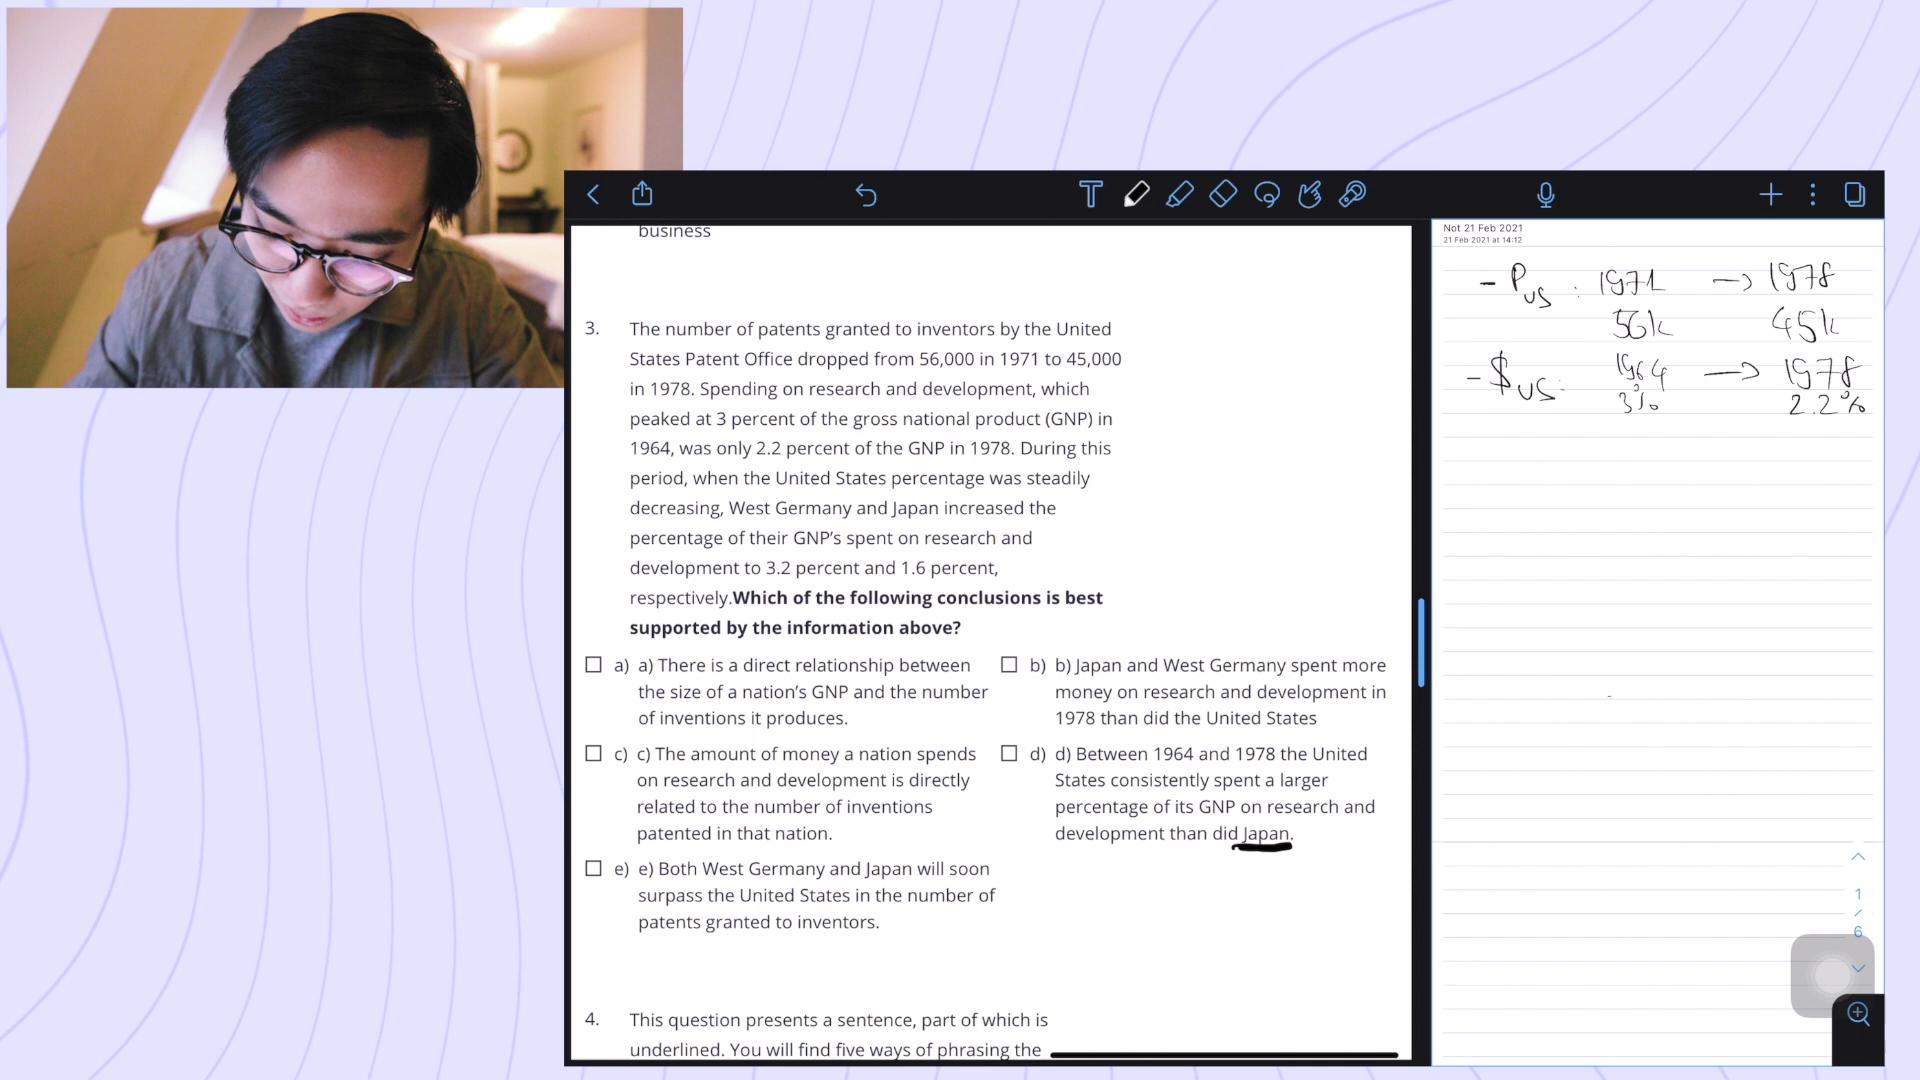 business
3. The number of patents granted to inventors by the United
States Patent Office dropped from 56,000 in 1971 to 45,000
in 1978. Spending on research and development, which
peaked at 3 percent of the gross national product (GNP) in
1964, was only 2.2 percent of the GNP in 1978. During this
period, when the United States percentage was steadily
decreasing, West Germany and Japan increased the
percentage of their GNP’s spent on research and
development to 3.2 percent and 1.6 percent,
respectively.Which of the following conclusions is best
supported by the information above?
a) a) There is a direct relationship between
the size of a nation’s GNP and the number
of inventions it produces.
b) b) Japan and West Germany spent more
money on research and development in
1978 than did the United States
c) c) The amount of money a nation spends
on research and development is directly
related to the number of inventions
patented in that nation.
d) d) Between 1964 and 1978 the United
States consistently spent a larger
percentage of its GNP on research and
development than did Japan.
e) e) Both West Germany and Japan will soon
surpass the United States in the number of
patents granted to inventors.
4. This question presents a sentence, part of which is
underlined. You will find five ways of phrasing the
Not 21 Feb 2021
21 Feb 2021 at 14:12
- P US : 1971 → 1978
56k 45k
- $ US: 1964 → 1978
3% 2.2%
1
/
6